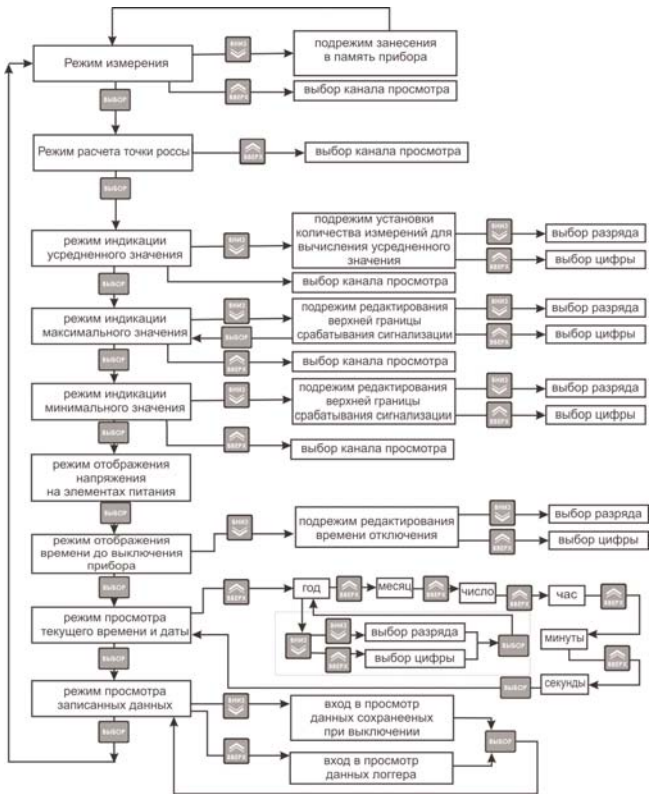 ВНИЗ
подрежим занесения
в память прибора
Режим измерения
ВЫБОР
ВВЕРХ
выбор канала просмотра
Режим расчета точки россы
ВВЕРХ
выбор канала просмотра
ВЫБОР
режим индикации
усредненного значения
ВНИЗ
подрежим установки
количества измерений для
вычисления усредненного
значения
ВНИЗ
выбор разряда
ВВЕРХ
выбор цифры
ВЫБОР
выбор канала просмотра
режим индикации
максимального значения
ВНИЗ
ВЫБОР
подрежим редактирования
верхней границы
срабатывания сигнализации
ВНИЗ
выбор разряда
ВВЕРХ
выбор цифры
ВЫБОР
ВВЕРХ
выбор канала просмотра
режим индикации
минимального значения
ВНИЗ
подрежим редактирования
верхней границы
срабатывания сигнализации
ВНИЗ
выбор разряда
ВВЕРХ
выбор цифры
ВЫБОР
ВВЕРХ
выбор канала просмотра
режим отображения
напряжения
на элементах питания
ВЫБОР
режим отображения
времени до выключения
прибора
ВНИЗ
подрежим редактирования
времени отключения
ВНИЗ
выбор разряда
ВВЕРХ
выбор цифры
ВЫБОР
режим просмотра
текущего времени и даты
ВВЕРХ
год
ВВЕРХ
месяц
ВВЕРХ
число
ВВЕРХ
час
ВВЕРХ
ВНИЗ
ВНИЗ
выбор разряда
ВВЕРХ
выбор цифры
ВЫБОР
минуты
ВВЕРХ
секунды
ВЫБОР
ВЫБОР
режим просмотра
записанных данных
ВНИЗ
вход в просмотр
данных сохранееных
при выключении
ВЫБОР
ВВЕРХ
вход в просмотр
данных логгера
ВЫБОР